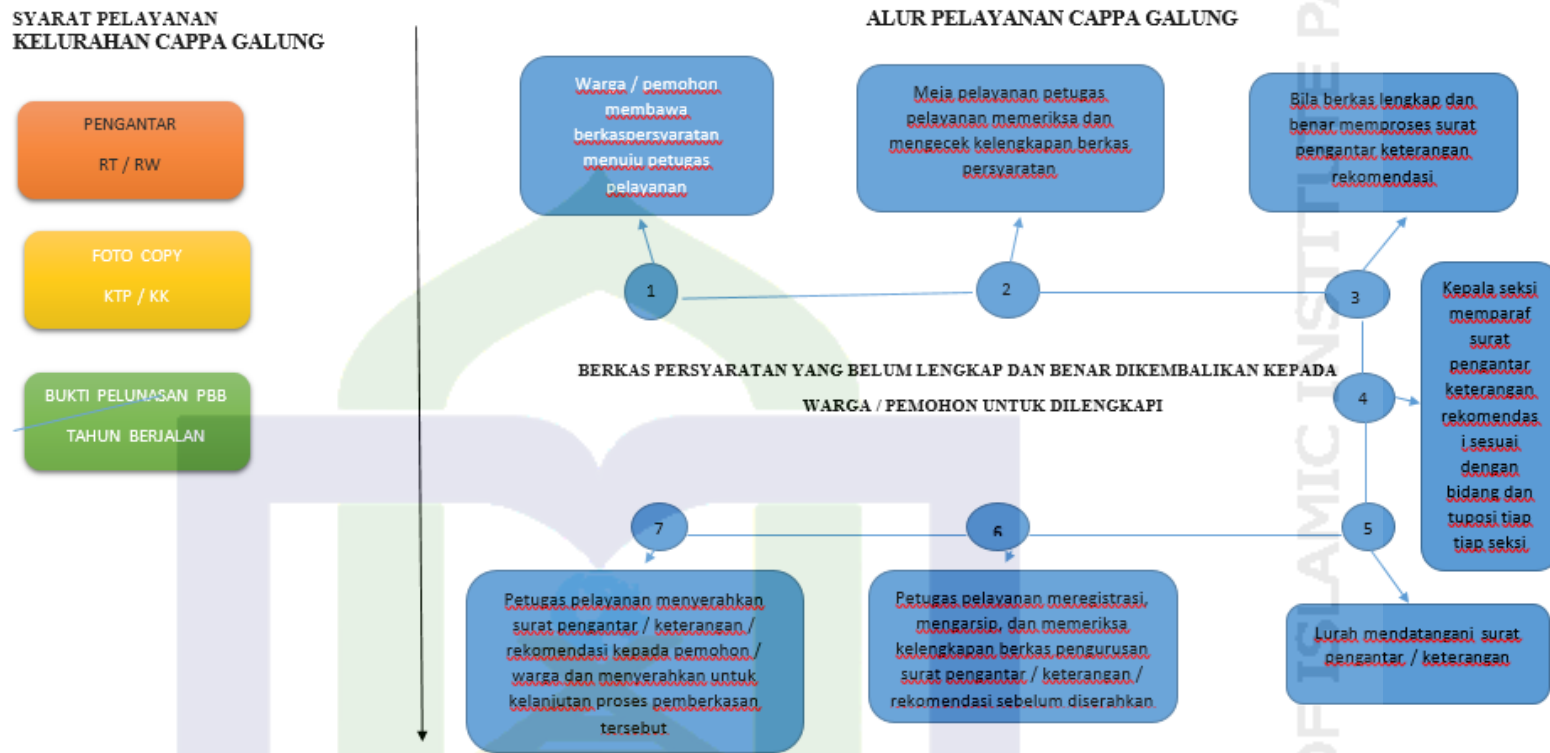 SYARAT PELAYANAN
KELURAHAN CAPPA GALUNG
PENGANTAR
RT / RW
FOTO COPY
KTP / KK
BUKTI PELUNASAN PBB
TAHUN BERJALAN
ALUR PELAYANAN CAPPA GALUNG
Warga / pemohon
membawa
berkaspersyaratan
menuju petugas
pelayanan
Meja pelayanan petugas
pelayanan memeriksa dan
mengecek kelengkapan berkas
persyaratan
Bila berkas lengkap dan
benar memproses surat
pengantar keterangan
rekomendasi
1
2
3
Kepala seksi
memparaf
surat
pengantar
keterangan
rekomendas
i sesuai
dengan
bidang dan
tuposi tiap
tiap seksi
BERKAS PERSYARATAN YANG BELUM LENGKAP DAN BENAR DIKEMBALIKAN KEPADA
WARGA / PEMOHON UNTUK DILENGKAPI
4
7
6
5
Petugas pelayanan menyerahkan
surat pengantar / keterangan /
rekomendasi kepada pemohon /
warga dan menyerahkan untuk
kelanjutan proses pemberkasan
tersebut
Petugas pelayanan meregistrasi,
mengarsip, dan memeriksa
kelengkapan berkas pengurusan
surat pengantar / keterangan /
rekomendasi sebelum diserahkan
Lurah mendatangani surat
pengantar / keterangan
OF ISLAMIC INSTITUTE PA